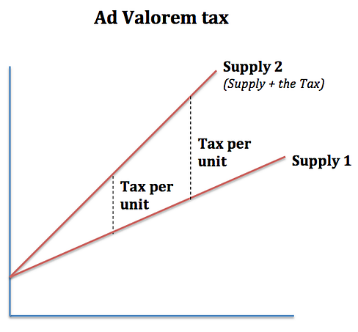 Ad Valorem tax
Supply 2
(Supply + the Tax)
Tax per
unit
Supply 1
Tax per
unit